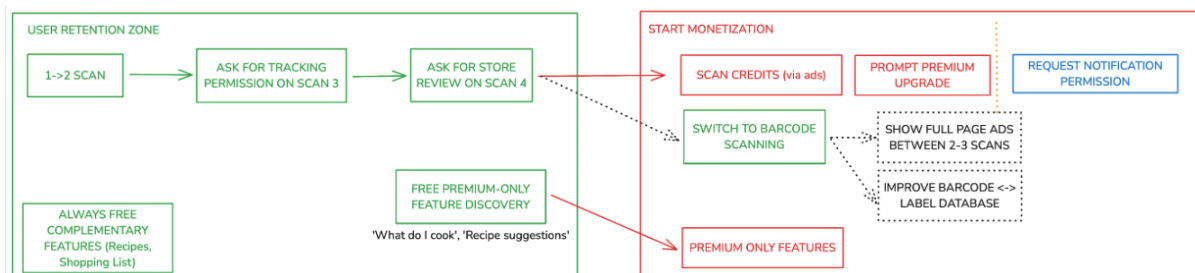 USER RETENTION ZONE
1->2 SCAN
ASK FOR TRACKING
PERMISSION ON SCAN 3
ASK FOR STORE
REVIEW ON SCAN 4
FREE PREMIUM-ONLY
FEATURE DISCOVERY
'What do I cook', 'Recipe suggestions'
ALWAYS FREE
COMPLEMENTARY
FEATURES (Recipes,
Shopping List)
START MONETIZATION
SCAN CREDITS (via ads)
PROMPT PREMIUM
UPGRADE
REQUEST NOTIFICATION
PERMISSION
SWITCH TO BARCODE
SCANNING
SHOW FULL PAGE ADS
BETWEEN 2-3 SCANS
IMPROVE BARCODE <->
LABEL DATABASE
PREMIUM ONLY FEATURES